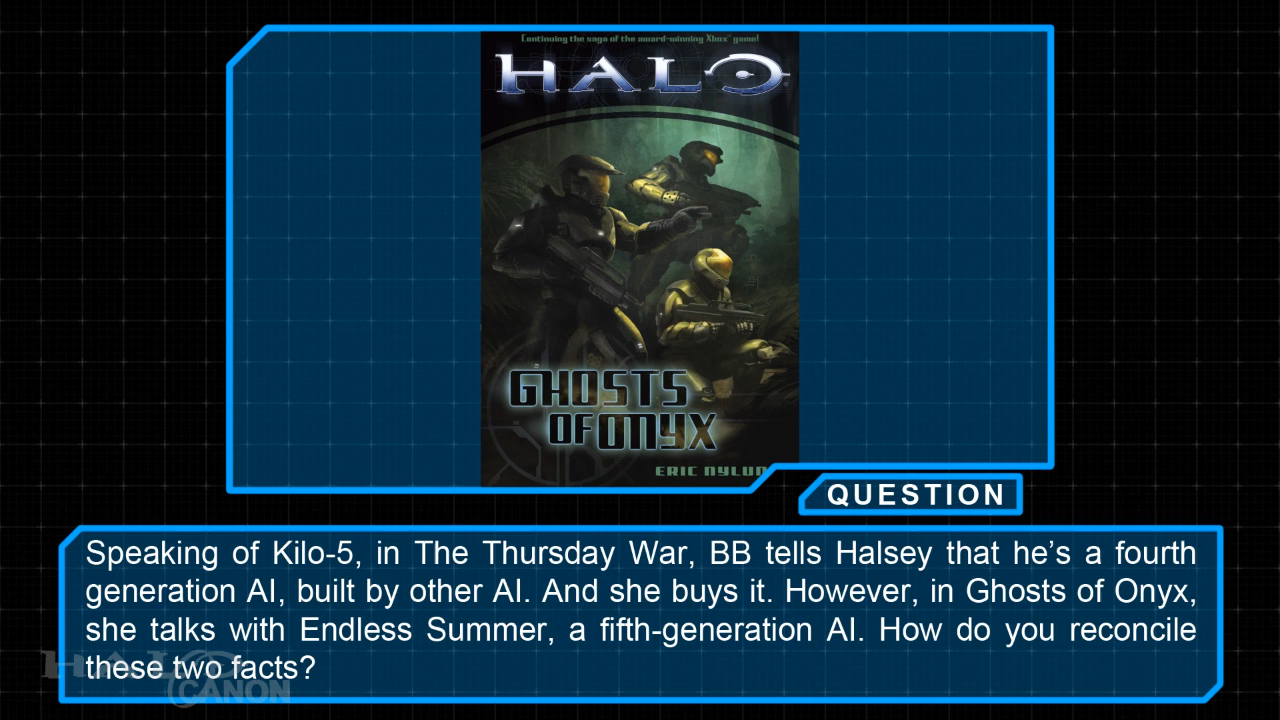 Continuing the saga of the award-winning Xbox® game!
HALO
GHOSTS
OF ONYX
ERIC NYLUN
QUESTION
Speaking of Kilo-5, in The Thursday War, BB tells Halsey that he’s a fourth
generation AI, built by other AI. And she buys it. However, in Ghosts of Onyx,
she talks with Endless Summer, a fifth-generation AI. How do you reconcile
these two facts?
HALO
CANON